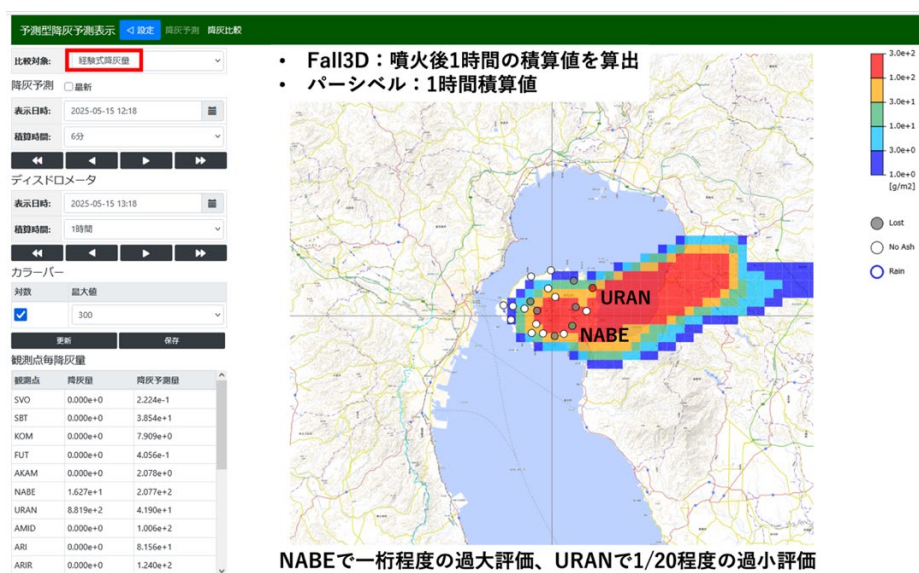 予測型降灰予測表示 ◁ 設定 降灰予測 降灰比較
比較対象: 経験式降灰量
降灰予測 最新
表示日時: 2025-05-15 12:18
積算時間: 6分
ディスドロメータ
表示日時: 2025-05-15 13:18
積算時間: 1時間
カラーバー
対数 最大値
300
更新 保存
観測点毎降灰量
観測点 降灰量 降灰予測量
SVO 0.000e+0 2.224e-1
SBT 0.000e+0 3.854e+1
KOM 0.000e+0 7.909e+0
FUT 0.000e+0 4.056e-1
AKAM 0.000e+0 2.078e+0
NABE 1.627e+1 2.077e+2
URAN 8.819e+2 4.190e+1
AMID 0.000e+0 1.006e+2
ARI 0.000e+0 8.156e+1
ARIR 0.000e+0 1.240e+2
• Fall3D：噴火後1時間の積算値を算出
• パーシベル：1時間積算値
URAN
NABE
3.0e+2
1.0e+2
3.0e+1
1.0e+1
3.0e+0
1.0e+0
[g/m2]
Lost
No Ash
Rain
NABEで一桁程度の過大評価、URANで1/20程度の過小評価